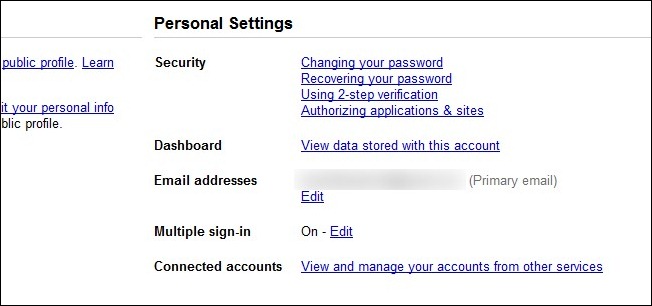 Personal Settings
public profile. Learn
it your personal info
blic profile.
Security
Changing your password
Recovering your password
Using 2-step verification
Authorizing applications & sites
Dashboard
View data stored with this account
Email addresses
(Primary email)
Edit
Multiple sign-in
On - Edit
Connected accounts
View and manage your accounts from other services